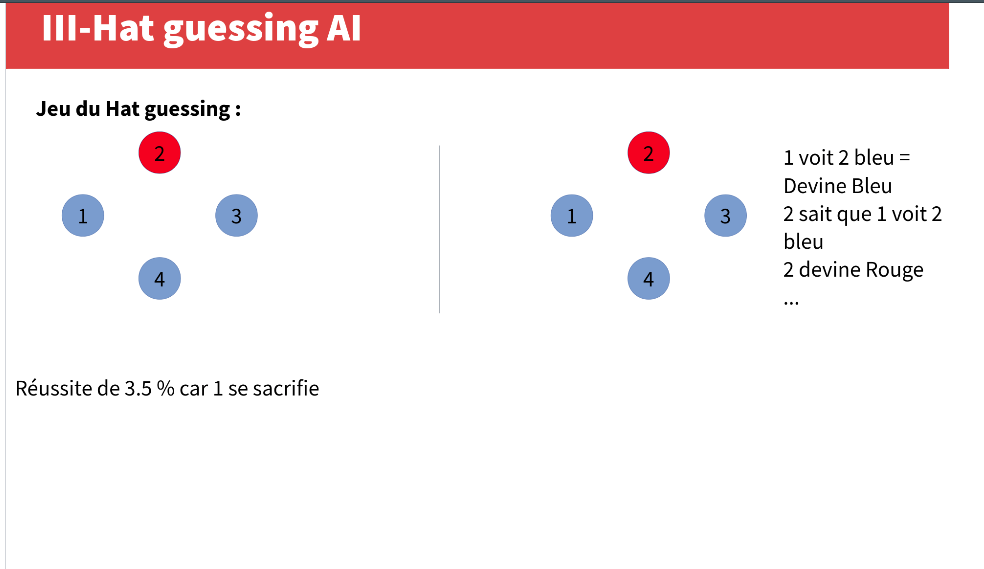 III-Hat guessing AI
Jeu du Hat guessing :
2
1
3
4
2
1
3
4
1 voit 2 bleu =
Devine Bleu
2 sait que 1 voit 2
bleu
2 devine Rouge
...
Réussite de 3.5 % car 1 se sacrifie